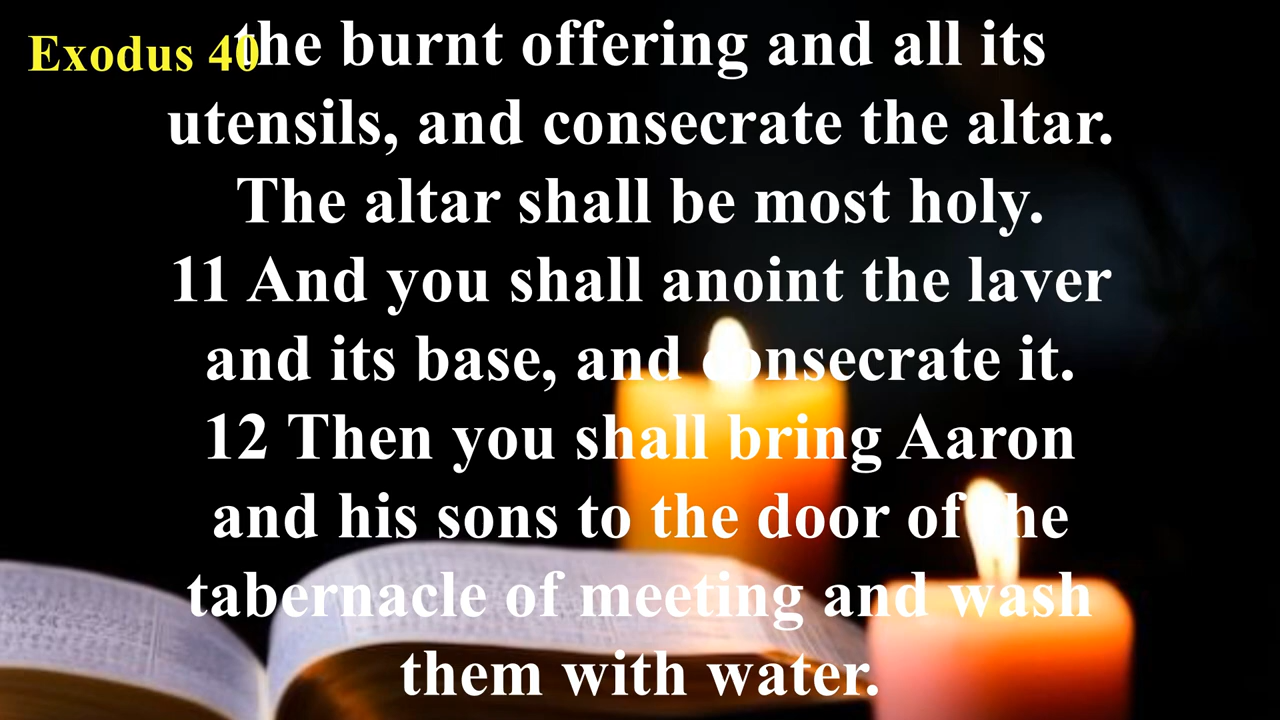 Exodus 40
the burnt offering and all its
utensils, and consecrate the altar.
The altar shall be most holy.
11 And you shall anoint the laver
and its base, and consecrate it.
12 Then you shall bring Aaron
and his sons to the door of the
tabernacle of meeting and wash
them with water.